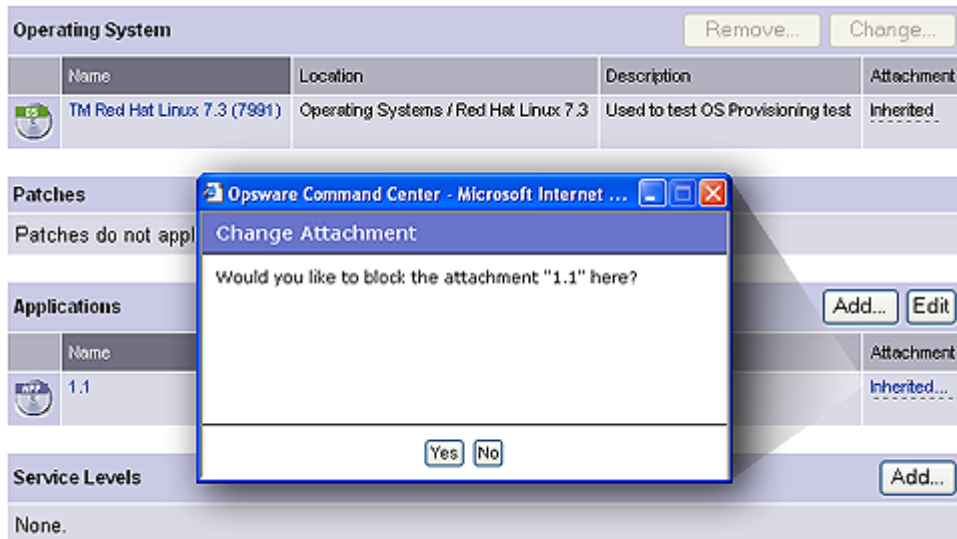 Operating System Remove... Change...
Name Location Description Attachment
OS TM Red Hat Linux 7.3 (7991) Operating Systems / Red Hat Linux 7.3 Used to test OS Provisioning test Inherited
Patches
Patches do not appl
Opsware Command Center - Microsoft Internet ...
Change Attachment
Would you like to block the attachment "1.1" here?
Yes No
Applications Add... Edit
Name Attachment
APP 1.1 Inherited...
Service Levels Add...
None.